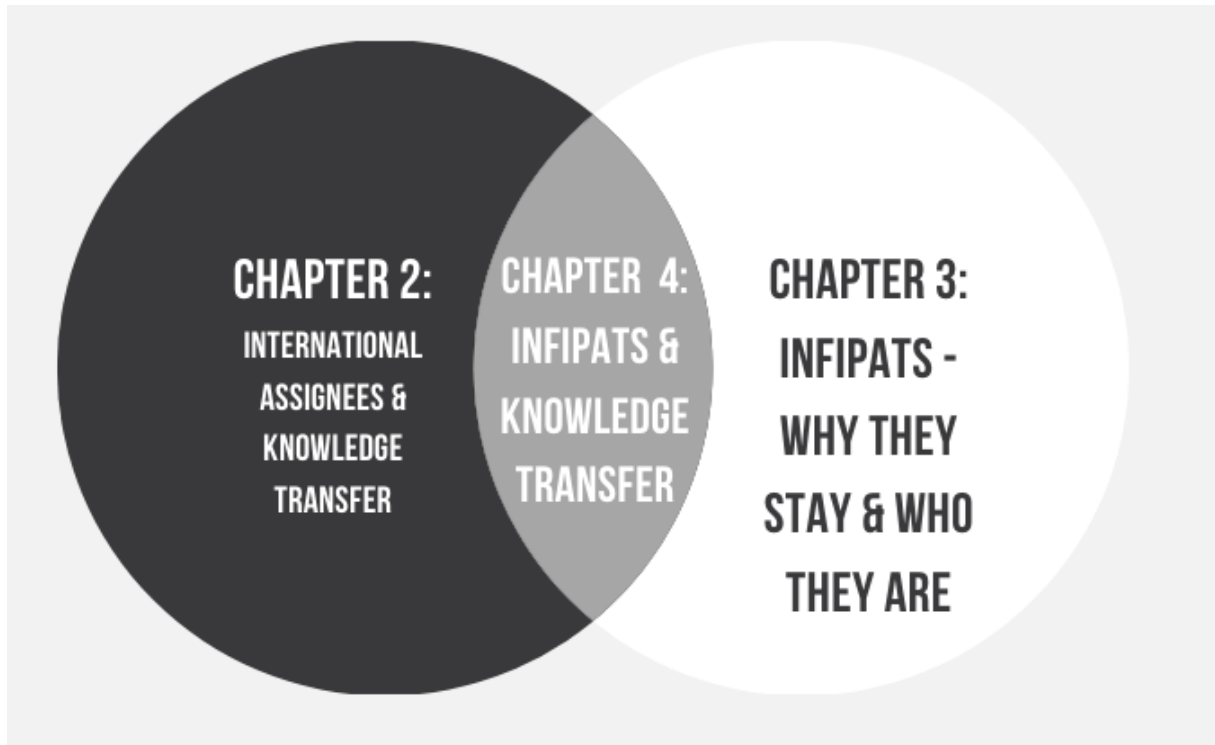 CHAPTER 2:
INTERNATIONAL
ASSIGNEES &
KNOWLEDGE
TRANSFER
CHAPTER 4:
INFIPATS &
KNOWLEDGE
TRANSFER
CHAPTER 3:
INFIPATS -
WHY THEY
STAY & WHO
THEY ARE